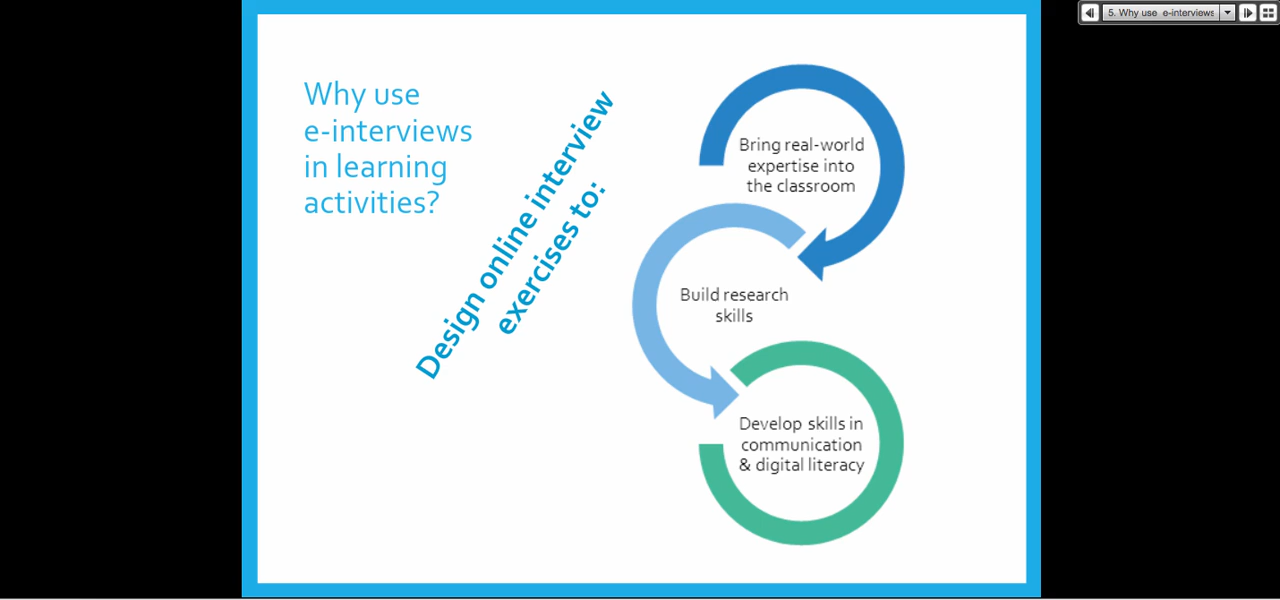 5. Why use e-interviews
Why use
e-interviews
in learning
activities?
Design online interview
exercises to:
Bring real-world
expertise into
the classroom
Build research
skills
Develop skills in
communication
& digital literacy